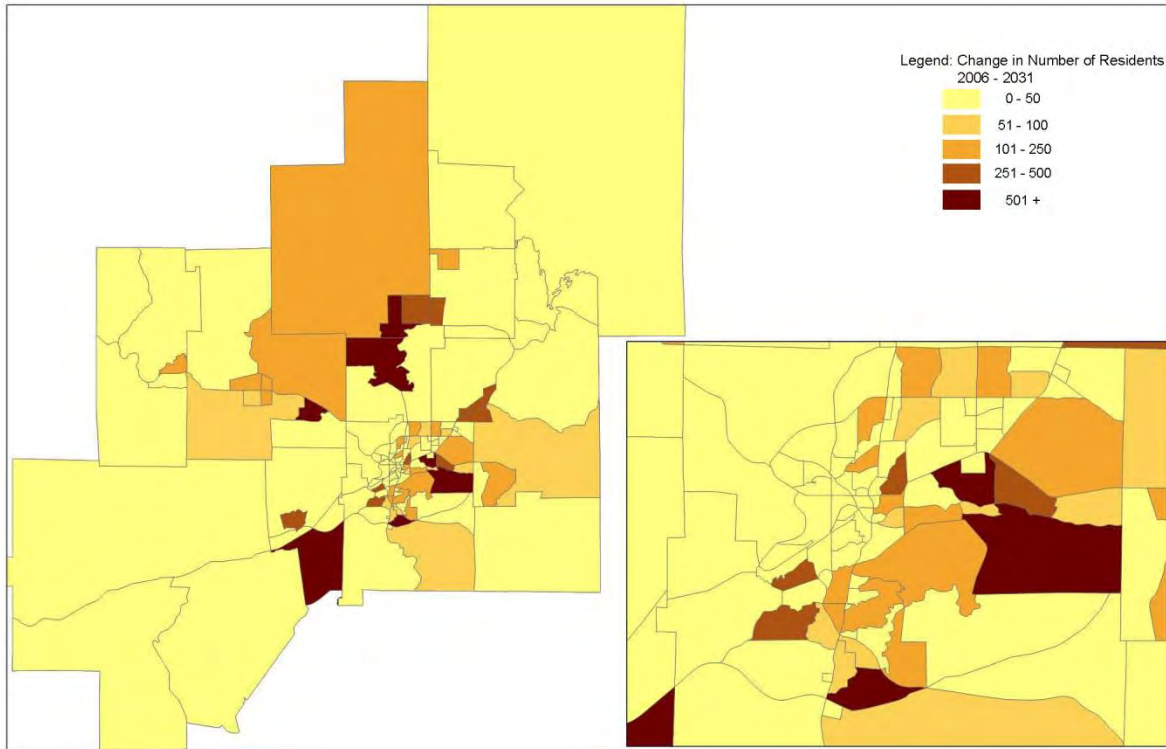 Legend: Change in Number of Residents
2006 - 2031
0 - 50
51 - 100
101 - 250
251 - 500
501 +